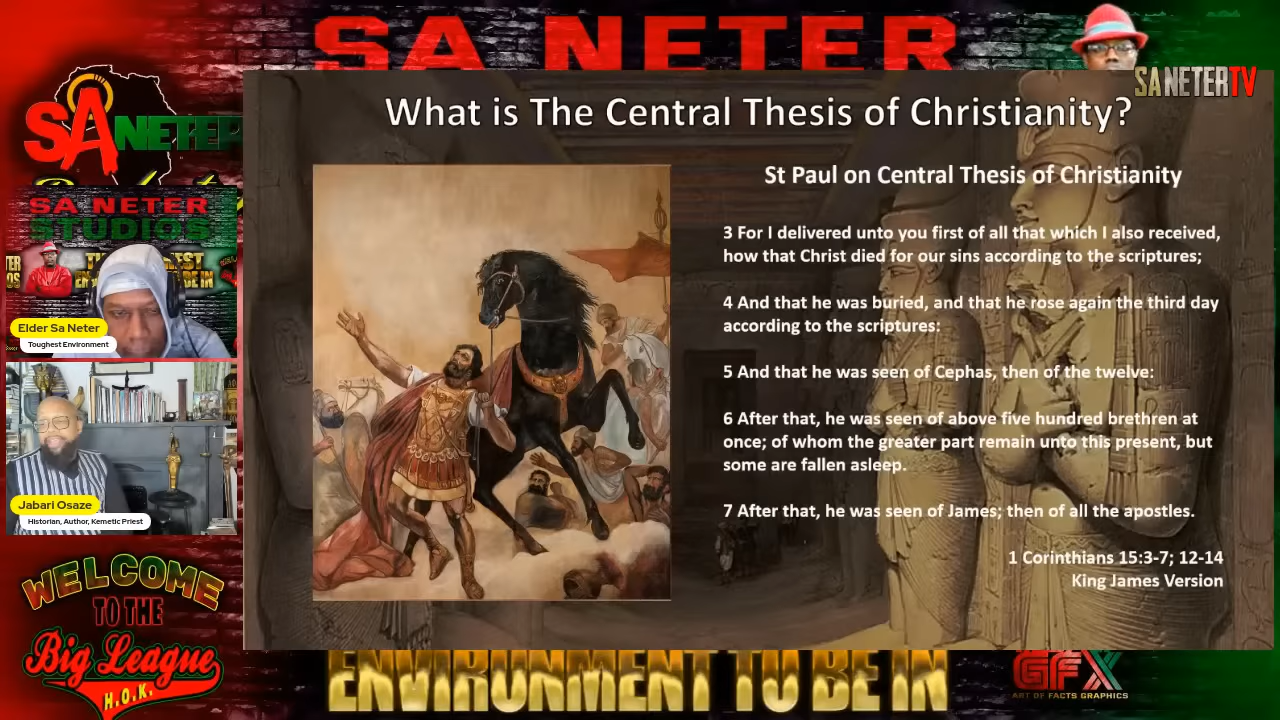 SA NETER
SANETERTV
SANETER
What is The Central Thesis of Christianity?
St Paul on Central Thesis of Christianity
3 For I delivered unto you first of all that which I also received,
how that Christ died for our sins according to the scriptures;
4 And that he was buried, and that he rose again the third day
according to the scriptures:
5 And that he was seen of Cephas, then of the twelve:
6 After that, he was seen of above five hundred brethren at
once; of whom the greater part remain unto this present, but
some are fallen asleep.
7 After that, he was seen of James; then of all the apostles.
1 Corinthians 15:3-7; 12-14
King James Version
SA NETER
STUDIOS
Elder Sa Neter
Toughest Environment
Jabari Osaze
Historian, Author, Kemetic Priest
WELCOME
TO THE
Big League
H.O.K.
ENVIRONMENT TO BE IN
GFX
ART OF FACTS GRAPHICS